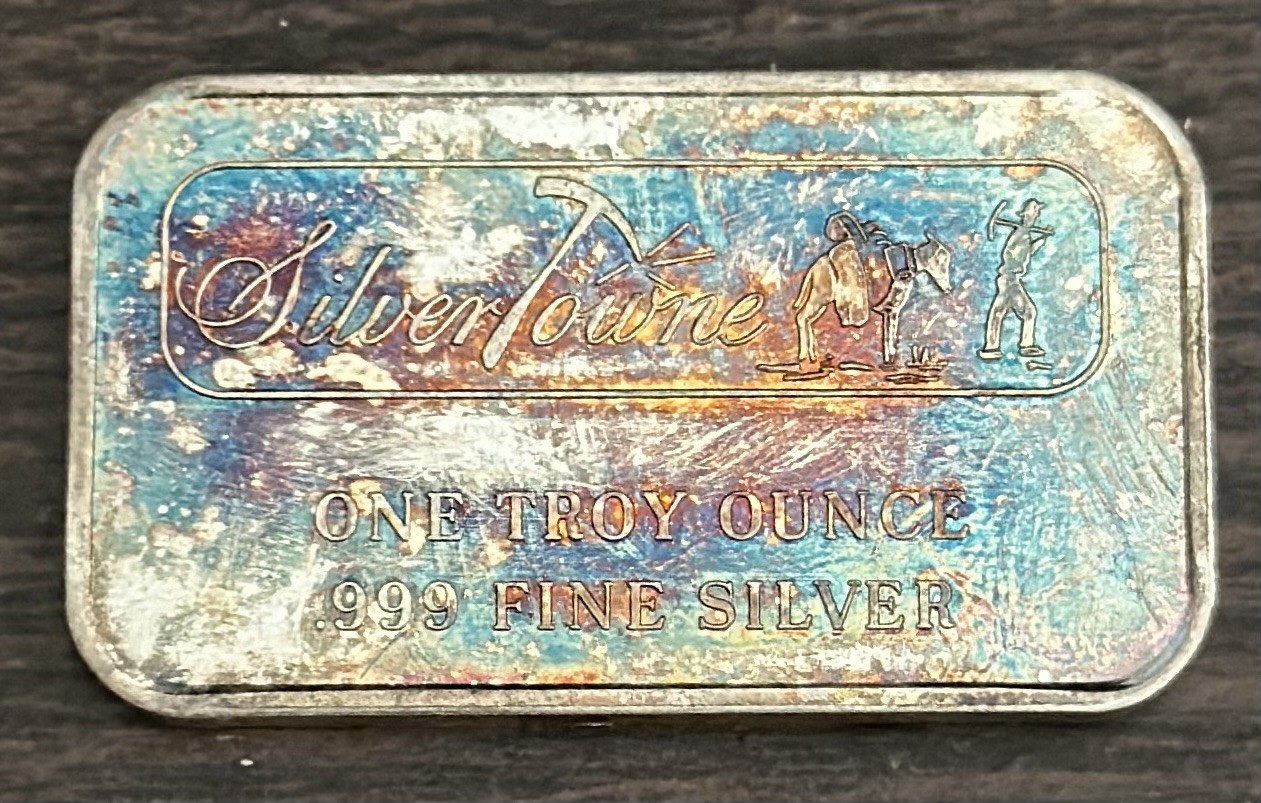 SilverTowne
ONE TROY OUNCE
.999 FINE SILVER